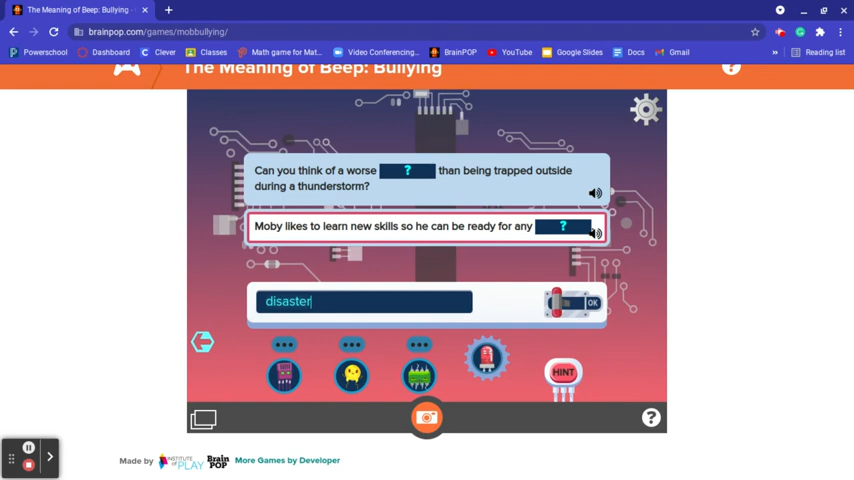 The Meaning of Beep: Bullying -
brainpop.com/games/mobbullying/
Powerschool Dashboard Clever Classes Math game for Mat... Video Conferencing... BrainPOP YouTube Google Slides Docs Gmail » Reading list
The Meaning of Beep: Bullying
?
Can you think of a worse ? than being trapped outside
during a thunderstorm?
Moby likes to learn new skills so he can be ready for any ?
disaster
OK
HINT
?
Made by INSTITUTE of PLAY Brain POP More Games by Developer